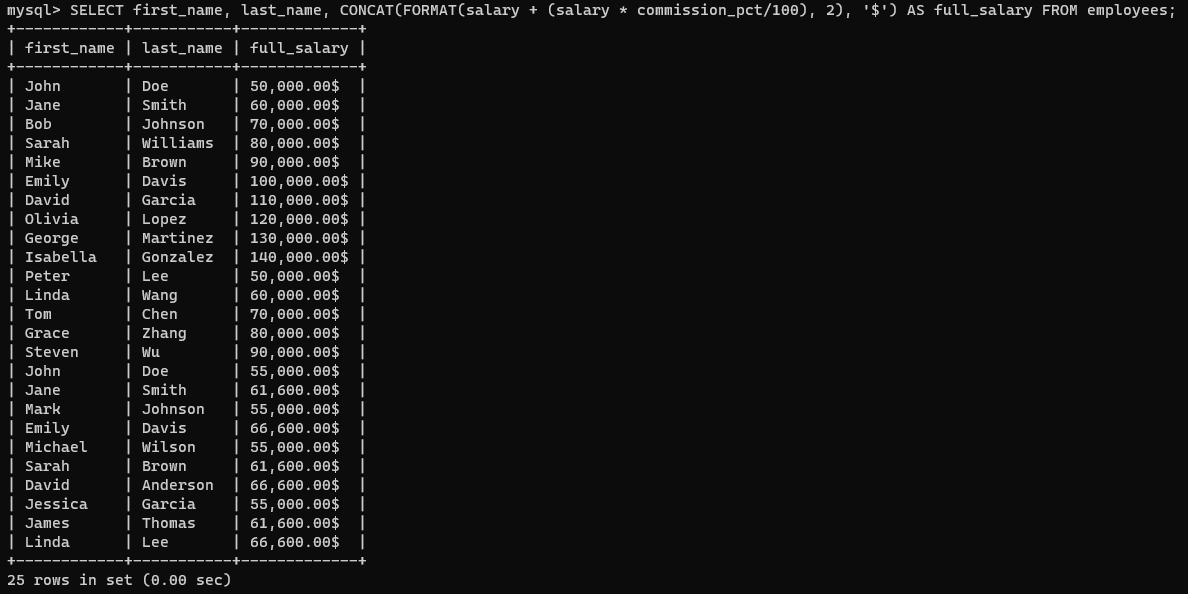 mysql> SELECT first_name, last_name, CONCAT(FORMAT(salary + (salary * commission_pct/100), 2), '$') AS full_salary FROM employees;
+------------+-----------+-------------+
| first_name | last_name | full_salary |
+------------+-----------+-------------+
| John       | Doe       | 50,000.00$  |
| Jane       | Smith     | 60,000.00$  |
| Bob        | Johnson   | 70,000.00$  |
| Sarah      | Williams  | 80,000.00$  |
| Mike       | Brown     | 90,000.00$  |
| Emily      | Davis     | 100,000.00$ |
| David      | Garcia    | 110,000.00$ |
| Olivia     | Lopez     | 120,000.00$ |
| George     | Martinez  | 130,000.00$ |
| Isabella   | Gonzalez  | 140,000.00$ |
| Peter      | Lee       | 50,000.00$  |
| Linda      | Wang      | 60,000.00$  |
| Tom        | Chen      | 70,000.00$  |
| Grace      | Zhang     | 80,000.00$  |
| Steven     | Wu        | 90,000.00$  |
| John       | Doe       | 55,000.00$  |
| Jane       | Smith     | 61,600.00$  |
| Mark       | Johnson   | 55,000.00$  |
| Emily      | Davis     | 66,600.00$  |
| Michael    | Wilson    | 55,000.00$  |
| Sarah      | Brown     | 61,600.00$  |
| David      | Anderson  | 66,600.00$  |
| Jessica    | Garcia    | 55,000.00$  |
| James      | Thomas    | 61,600.00$  |
| Linda      | Lee       | 66,600.00$  |
+------------+-----------+-------------+
25 rows in set (0.00 sec)